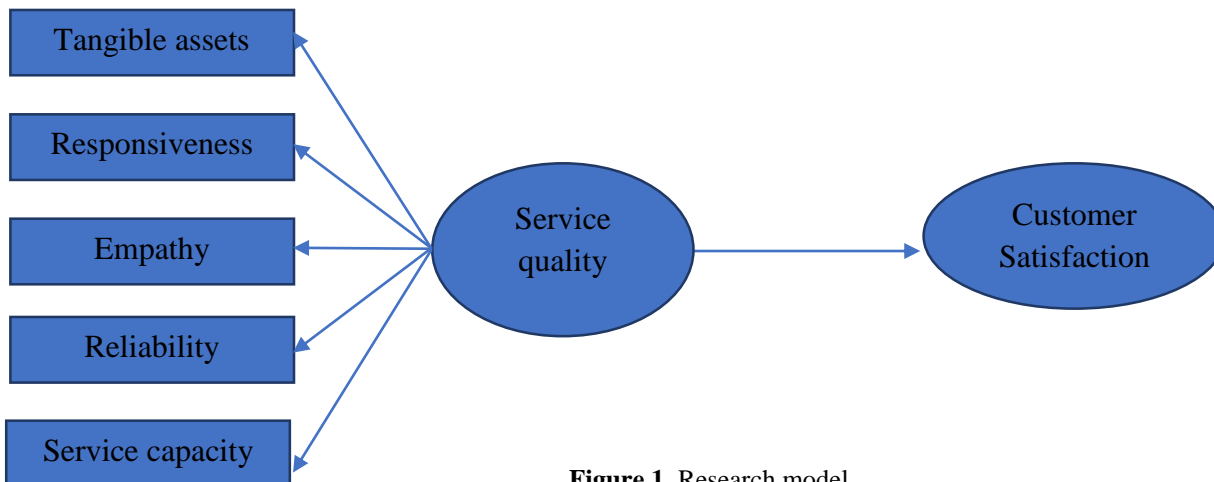 Tangible assets
Responsiveness
Empathy
Reliability
Service capacity
Service
quality
Customer
Satisfaction
Figure 1. Research model